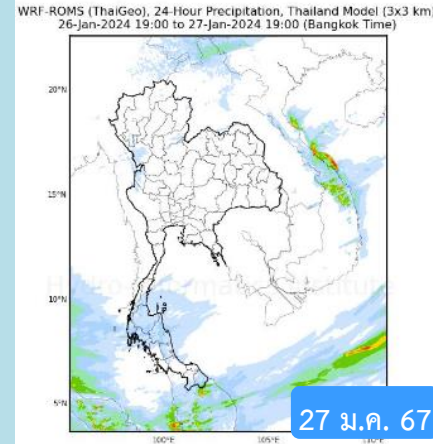 WRF-ROMS (ThaiGeo), 24-Hour Precipitation, Thailand Model (3x3 km)
26-Jan-2024 19:00 to 27-Jan-2024 19:00 (Bangkok Time)
20°N
15°N
10°N
5°N
100°E
105°E
110°E
27 ม.ค. 67